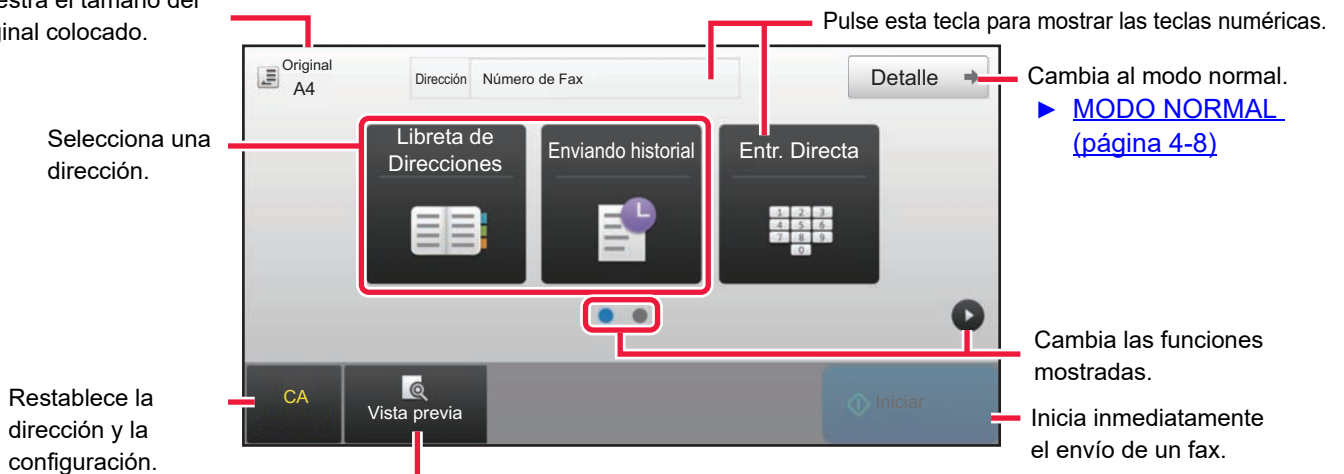 tamaño del
colocado.
Pulse esta tecla para mostrar las teclas numéricas.
Original
A4
Dirección Número de Fax
Detalle
Cambia al modo normal.
► MODO NORMAL
(página 4-8)
Selecciona una
dirección.
Libreta de
Direcciones
Enviando historial
Entr. Directa
1 2 3
4 5 6
7 8 9
0
Cambia las funciones
mostradas.
Restablece la
dirección y la
configuración.
CA
Vista previa
Iniciar
Inicia inmediatamente
el envío de un fax.